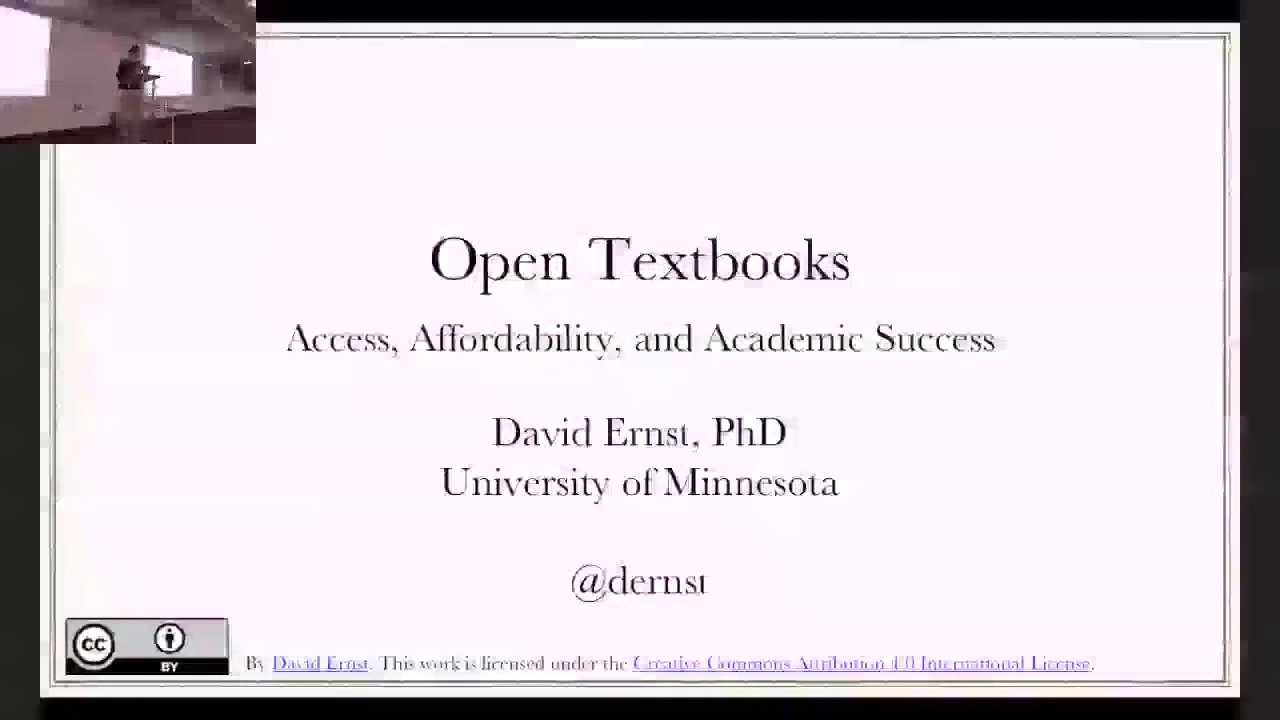 Open Textbooks
Access, Affordability, and Academic Success
David Ernst, PhD
University of Minnesota
@dernst
CC BY
By David Ernst. This work is licensed under the Creative Commons Attribution 4.0 International License.